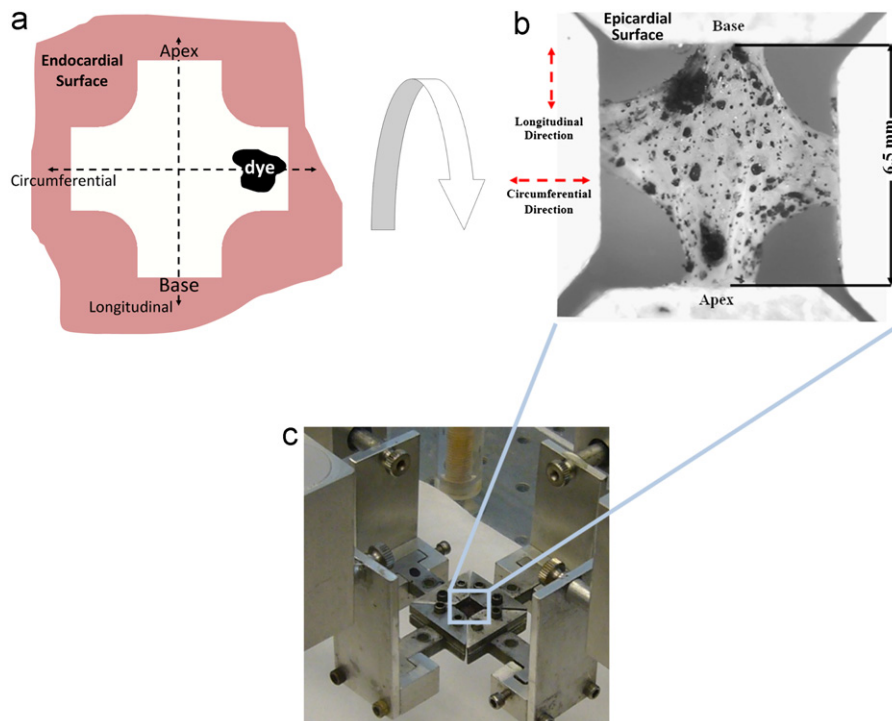 a
Apex
Endocardial
Surface
dye
Circumferential
Base
Longitudinal
b
Epicardial
Surface
Base
Longitudinal
Direction
Circumferential
Direction
6.5 mm
Apex
c